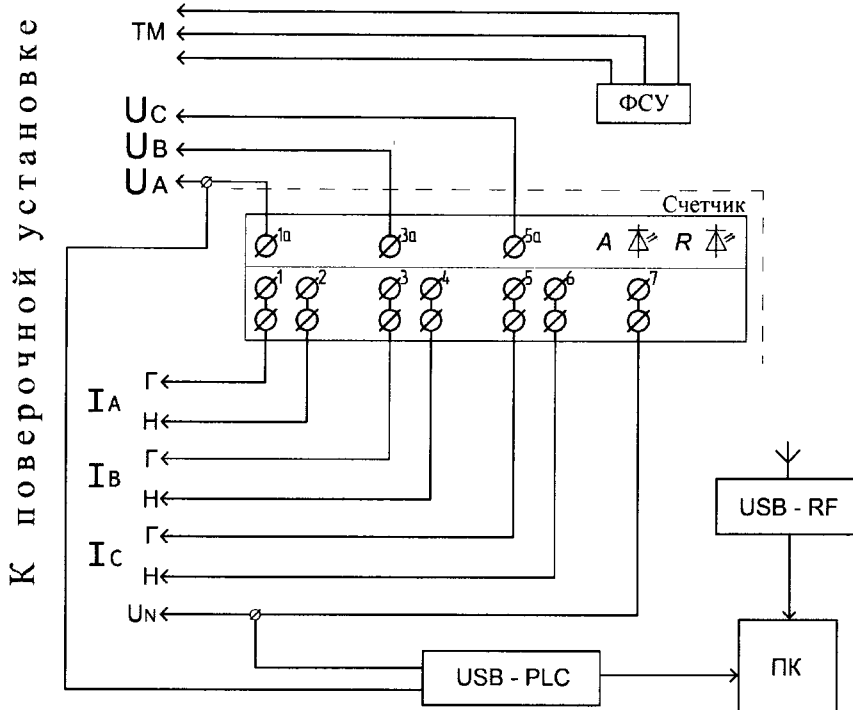 К поверочной установке
ТМ
ФСУ
UC
UB
UA
Счетчик
1а 3а 5а A R
1 2 3 4 5 6 7
Г
IA
Н
Г
IB
Н
Г
IC
Н
UN
USB - RF
USB - PLC
ПК